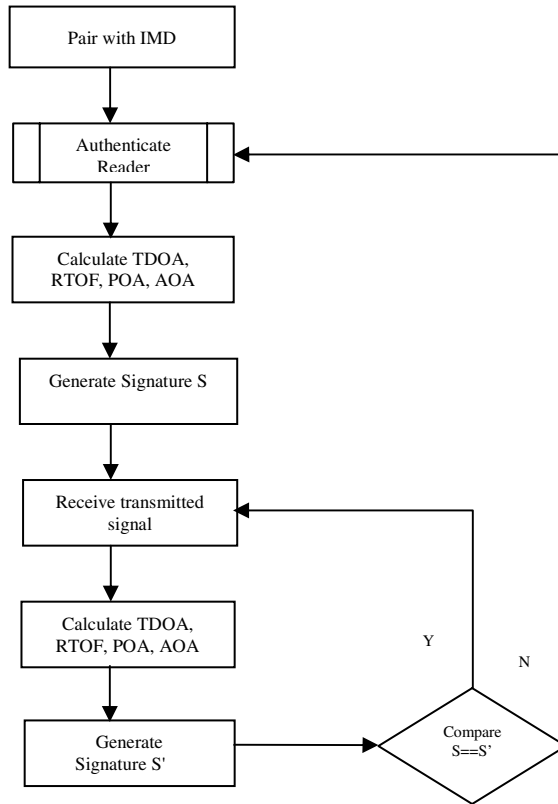 Pair with IMD
Authenticate
Reader
Calculate TDOA,
RTOF, POA, AOA
Generate Signature S
Receive transmitted
signal
Calculate TDOA,
RTOF, POA, AOA
Y
N
Generate
Signature S'
Compare
S==S’